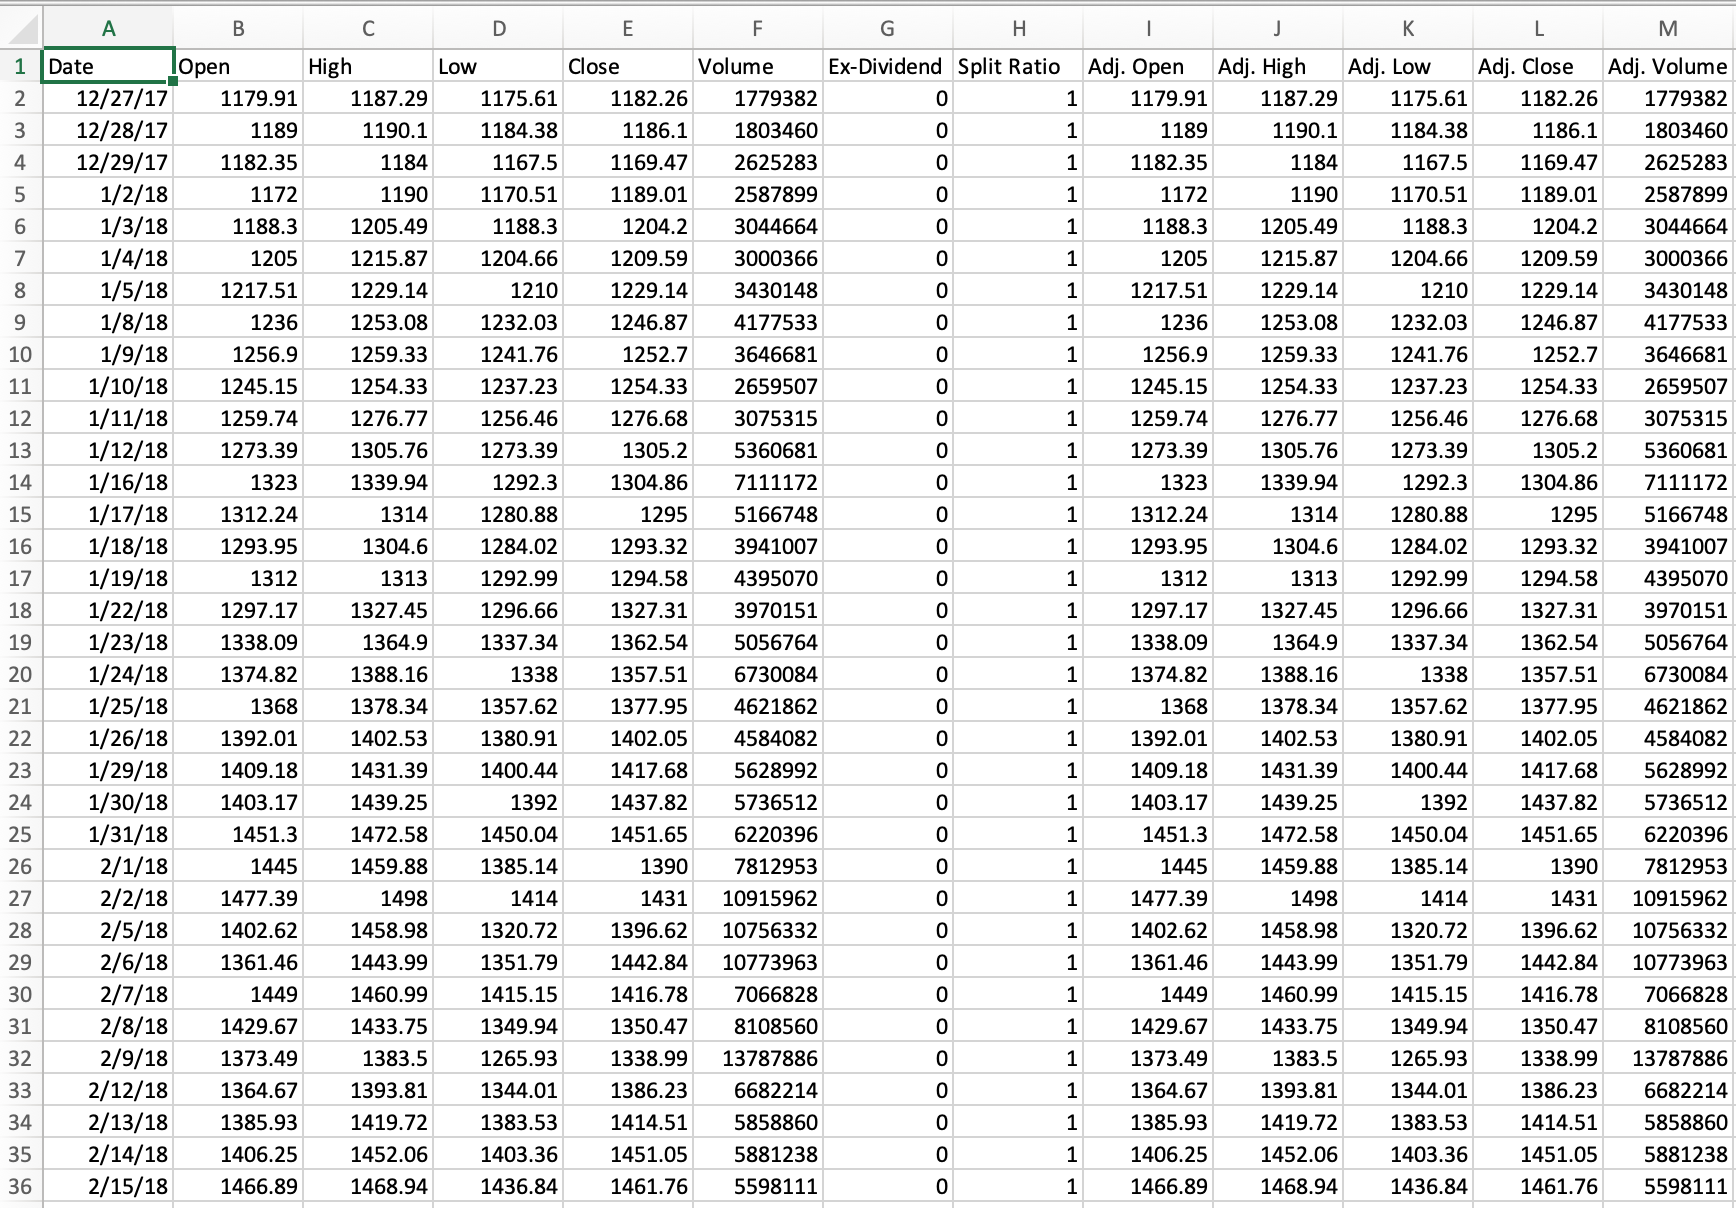 A B C D E F G H I J K L M
1 Date Open High Low Close Volume Ex-Dividend Split Ratio Adj. Open Adj. High Adj. Low Adj. Close Adj. Volume
2 12/27/17 1179.91 1187.29 1175.61 1182.26 1779382 0 1 1179.91 1187.29 1175.61 1182.26 1779382
3 12/28/17 1189 1190.1 1184.38 1186.1 1803460 0 1 1189 1190.1 1184.38 1186.1 1803460
4 12/29/17 1182.35 1184 1167.5 1169.47 2625283 0 1 1182.35 1184 1167.5 1169.47 2625283
5 1/2/18 1172 1190 1170.51 1189.01 2587899 0 1 1172 1190 1170.51 1189.01 2587899
6 1/3/18 1188.3 1205.49 1188.3 1204.2 3044664 0 1 1188.3 1205.49 1188.3 1204.2 3044664
7 1/4/18 1205 1215.87 1204.66 1209.59 3000366 0 1 1205 1215.87 1204.66 1209.59 3000366
8 1/5/18 1217.51 1229.14 1210 1229.14 3430148 0 1 1217.51 1229.14 1210 1229.14 3430148
9 1/8/18 1236 1253.08 1232.03 1246.87 4177533 0 1 1236 1253.08 1232.03 1246.87 4177533
10 1/9/18 1256.9 1259.33 1241.76 1252.7 3646681 0 1 1256.9 1259.33 1241.76 1252.7 3646681
11 1/10/18 1245.15 1254.33 1237.23 1254.33 2659507 0 1 1245.15 1254.33 1237.23 1254.33 2659507
12 1/11/18 1259.74 1276.77 1256.46 1276.68 3075315 0 1 1259.74 1276.77 1256.46 1276.68 3075315
13 1/12/18 1273.39 1305.76 1273.39 1305.2 5360681 0 1 1273.39 1305.76 1273.39 1305.2 5360681
14 1/16/18 1323 1339.94 1292.3 1304.86 7111172 0 1 1323 1339.94 1292.3 1304.86 7111172
15 1/17/18 1312.24 1314 1280.88 1295 5166748 0 1 1312.24 1314 1280.88 1295 5166748
16 1/18/18 1293.95 1304.6 1284.02 1293.32 3941007 0 1 1293.95 1304.6 1284.02 1293.32 3941007
17 1/19/18 1312 1313 1292.99 1294.58 4395070 0 1 1312 1313 1292.99 1294.58 4395070
18 1/22/18 1297.17 1327.45 1296.66 1327.31 3970151 0 1 1297.17 1327.45 1296.66 1327.31 3970151
19 1/23/18 1338.09 1364.9 1337.34 1362.54 5056764 0 1 1338.09 1364.9 1337.34 1362.54 5056764
20 1/24/18 1374.82 1388.16 1338 1357.51 6730084 0 1 1374.82 1388.16 1338 1357.51 6730084
21 1/25/18 1368 1378.34 1357.62 1377.95 4621862 0 1 1368 1378.34 1357.62 1377.95 4621862
22 1/26/18 1392.01 1402.53 1380.91 1402.05 4584082 0 1 1392.01 1402.53 1380.91 1402.05 4584082
23 1/29/18 1409.18 1431.39 1400.44 1417.68 5628992 0 1 1409.18 1431.39 1400.44 1417.68 5628992
24 1/30/18 1403.17 1439.25 1392 1437.82 5736512 0 1 1403.17 1439.25 1392 1437.82 5736512
25 1/31/18 1451.3 1472.58 1450.04 1451.65 6220396 0 1 1451.3 1472.58 1450.04 1451.65 6220396
26 2/1/18 1445 1459.88 1385.14 1390 7812953 0 1 1445 1459.88 1385.14 1390 7812953
27 2/2/18 1477.39 1498 1414 1431 10915962 0 1 1477.39 1498 1414 1431 10915962
28 2/5/18 1402.62 1458.98 1320.72 1396.62 10756332 0 1 1402.62 1458.98 1320.72 1396.62 10756332
29 2/6/18 1361.46 1443.99 1351.79 1442.84 10773963 0 1 1361.46 1443.99 1351.79 1442.84 10773963
30 2/7/18 1449 1460.99 1415.15 1416.78 7066828 0 1 1449 1460.99 1415.15 1416.78 7066828
31 2/8/18 1429.67 1433.75 1349.94 1350.47 8108560 0 1 1429.67 1433.75 1349.94 1350.47 8108560
32 2/9/18 1373.49 1383.5 1265.93 1338.99 13787886 0 1 1373.49 1383.5 1265.93 1338.99 13787886
33 2/12/18 1364.67 1393.81 1344.01 1386.23 6682214 0 1 1364.67 1393.81 1344.01 1386.23 6682214
34 2/13/18 1385.93 1419.72 1383.53 1414.51 5858860 0 1 1385.93 1419.72 1383.53 1414.51 5858860
35 2/14/18 1406.25 1452.06 1403.36 1451.05 5881238 0 1 1406.25 1452.06 1403.36 1451.05 5881238
36 2/15/18 1466.89 1468.94 1436.84 1461.76 5598111 0 1 1466.89 1468.94 1436.84 1461.76 5598111